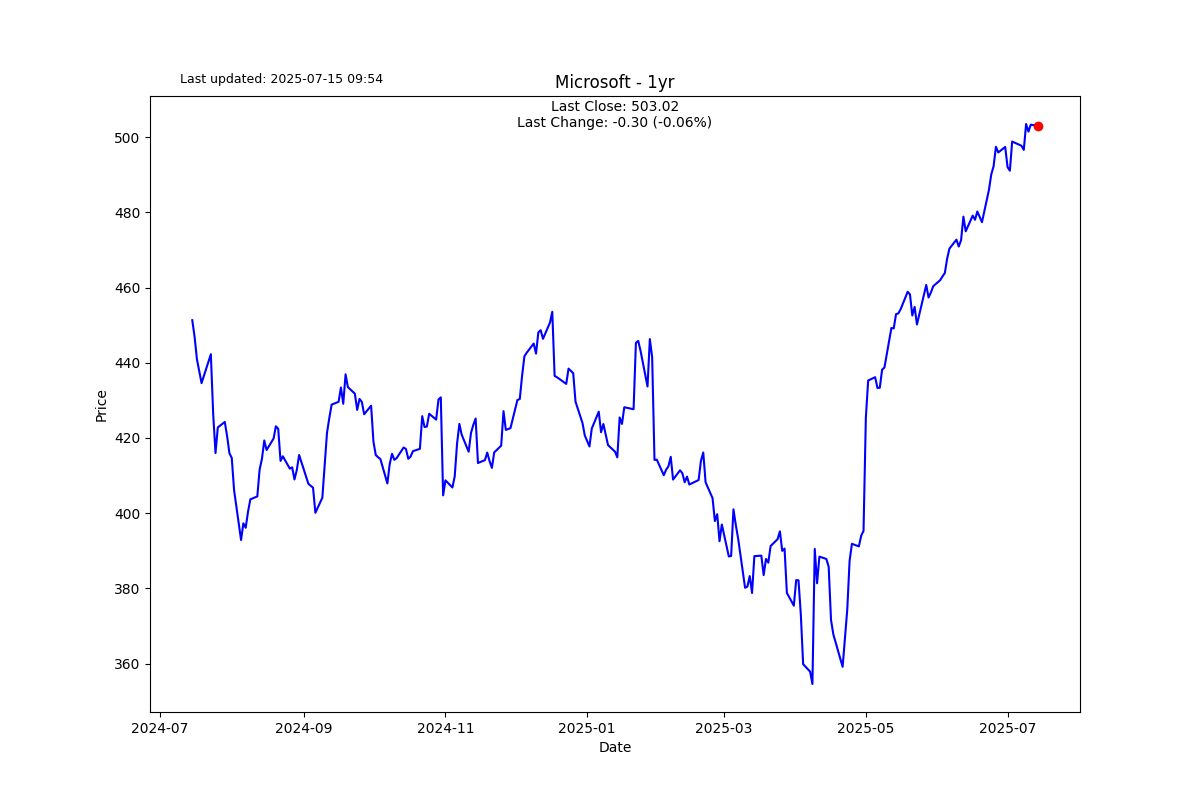 Last updated: 2025-07-15 09:54
Microsoft - 1yr
Last Close: 503.02
Last Change: -0.30 (-0.06%)
500
480
460
440
420
400
380
360
Price
2024-07
2024-09
2024-11
2025-01
2025-03
2025-05
2025-07
Date